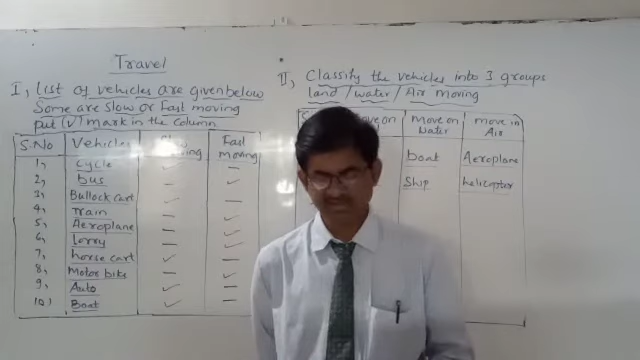 Travel
I, List of vehicles are given below
Some are slow or Fast moving
put (✓) mark in the column
S.No Vehicles Slow moving Fast moving
1, cycle ✓ –
2, bus – ✓
3, Bullock cart ✓ –
4, Train – ✓
5, Aeroplane – ✓
6, Lorry – ✓
7, horse cart ✓ –
8, Motor bike – ✓
9, Auto ✓ –
10, Boat ✓ –
II, Classify the vehicles into 3 groups
land / water / Air moving
move on move on Water move in Air
boat Aeroplane
Ship helicopter